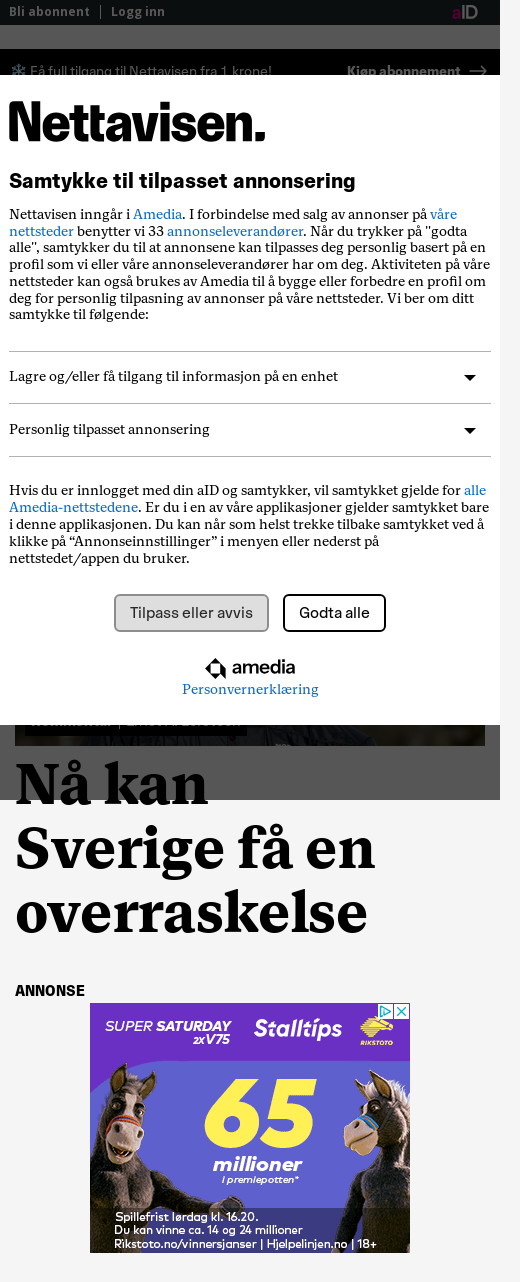 Bli abonnent | Logg inn
aID
Få full tilgang til Nettavisen fra 1 krone!
Kjøp abonnement
Nettavisen.
Samtykke til tilpasset annonsering
Nettavisen inngår i Amedia. I forbindelse med salg av annonser på våre
nettsteder benytter vi 33 annonseleverandører. Når du trykker på "godta
alle", samtykker du til at annonsene kan tilpasses deg personlig basert på en
profil som vi eller våre annonseleverandører har om deg. Aktiviteten på våre
nettsteder kan også brukes av Amedia til å bygge eller forbedre en profil om
deg for personlig tilpasning av annonser på våre nettsteder. Vi ber om ditt
samtykke til følgende:
Lagre og/eller få tilgang til informasjon på en enhet
Personlig tilpasset annonsering
Hvis du er innlogget med din aID og samtykker, vil samtykket gjelde for alle
Amedia-nettstedene. Er du i en av våre applikasjoner gjelder samtykket bare
i denne applikasjonen. Du kan når som helst trekke tilbake samtykket ved å
klikke på “Annonseinnstillinger” i menyen eller nederst på
nettstedet/appen du bruker.
Tilpass eller avvis
Godta alle
amedia
Personvernerklæring
Nå kan
Sverige få en
overraskelse
ANNONSE
SUPER SATURDAY
2xV75
Stalltips
RIKSTOTO
65
millioner
i premiepotten*
Spillefrist lørdag kl. 16.20.
Du kan vinne ca. 14 og 24 millioner
Rikstoto.no/vinnersjanser | Hjelpelinjen.no | 18+